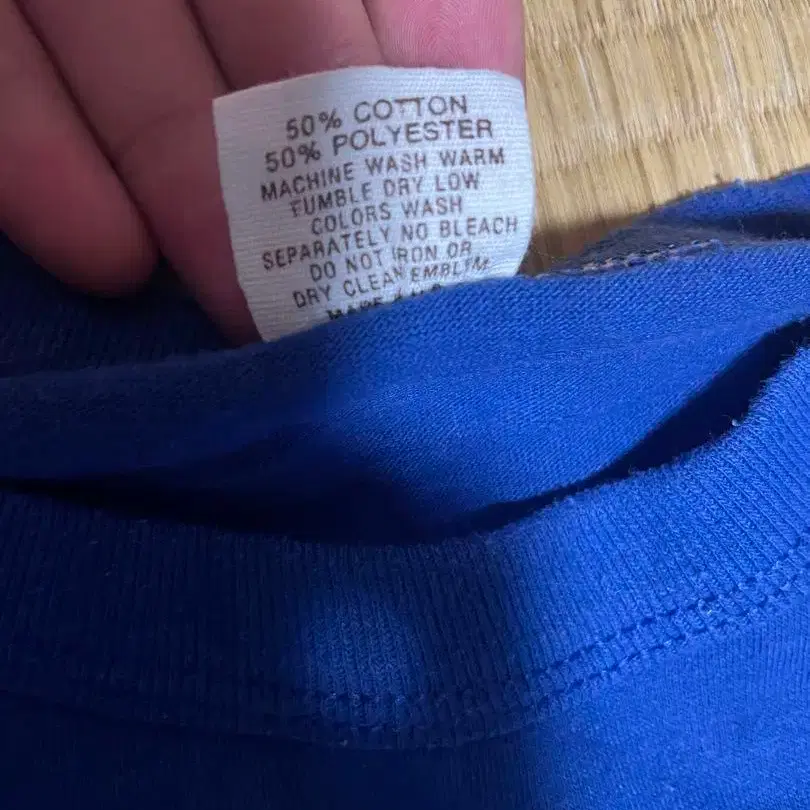 50% COTTON
50% POLYESTER
MACHINE WASH WARM
TUMBLE DRY LOW
COLORS WASH
SEPARATELY NO BLEACH
DO NOT IRON OR
DRY CLEAN EMBLEM
MADE